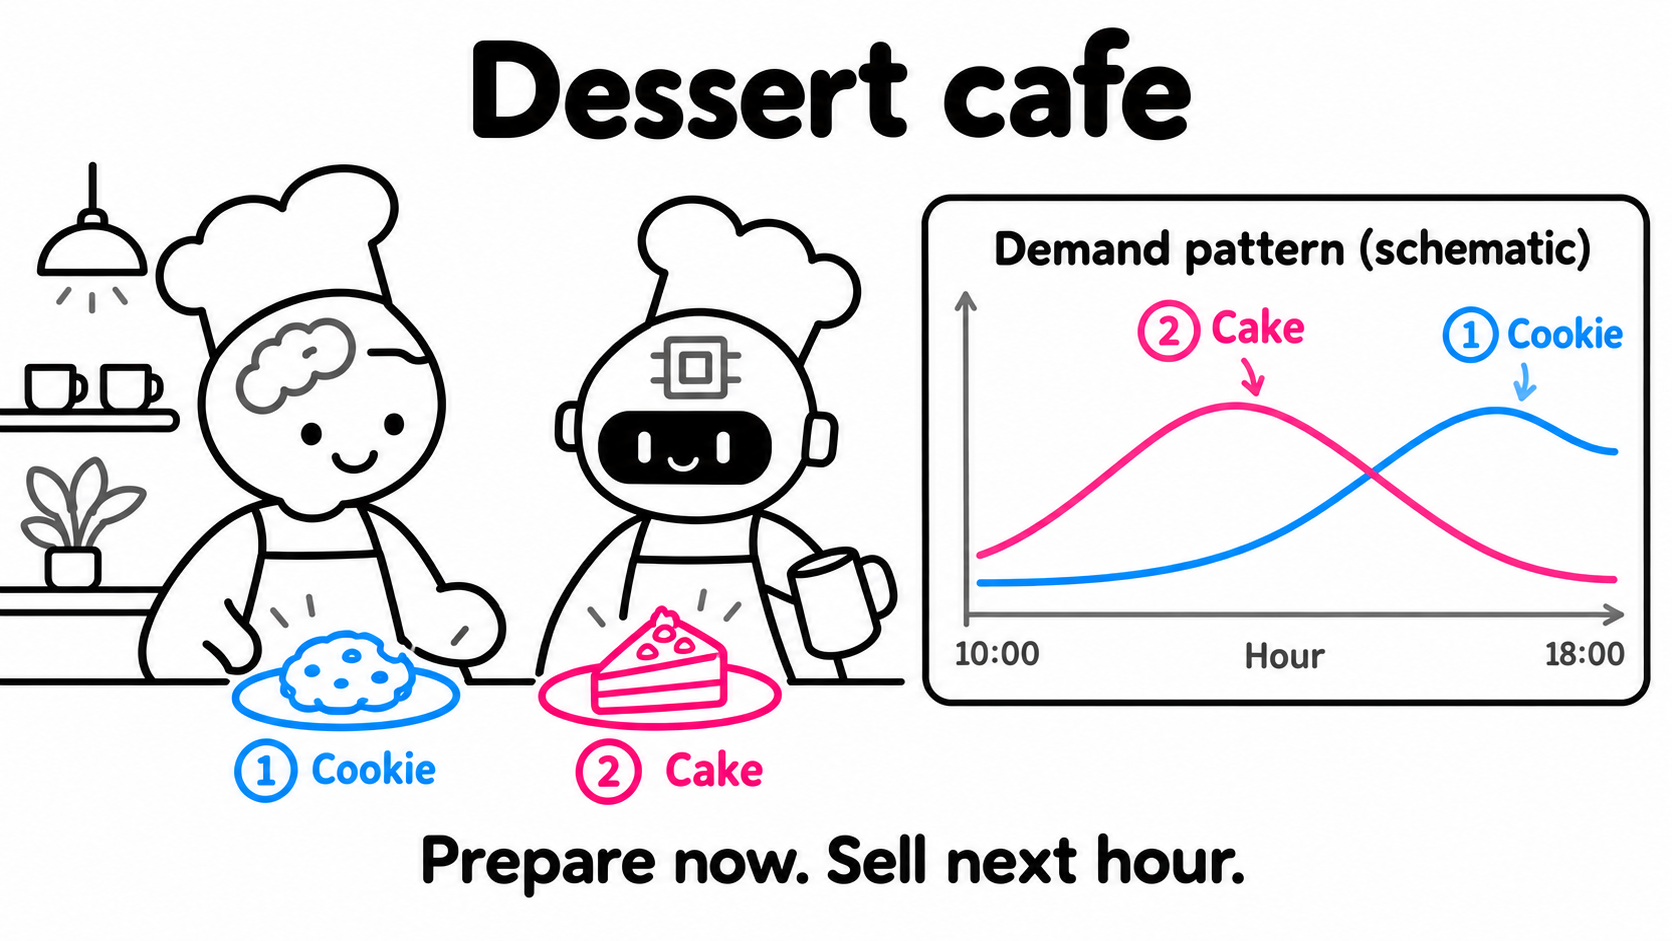 Dessert cafe
Demand pattern (schematic)
2 Cake
1 Cookie
10:00
Hour
18:00
1 Cookie
2 Cake
Prepare now. Sell next hour.